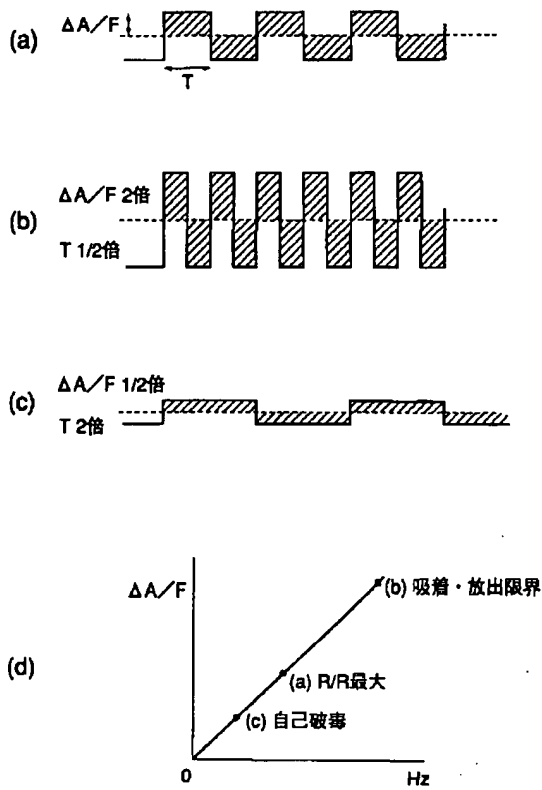 (a)
ΔA/F
T
(b)
ΔA/F 2倍
T 1/2倍
(c)
ΔA/F 1/2倍
T 2倍
(d)
ΔA/F
(b) 吸着・放出限界
(a) R/R最大
(c) 自己破毒
0
Hz